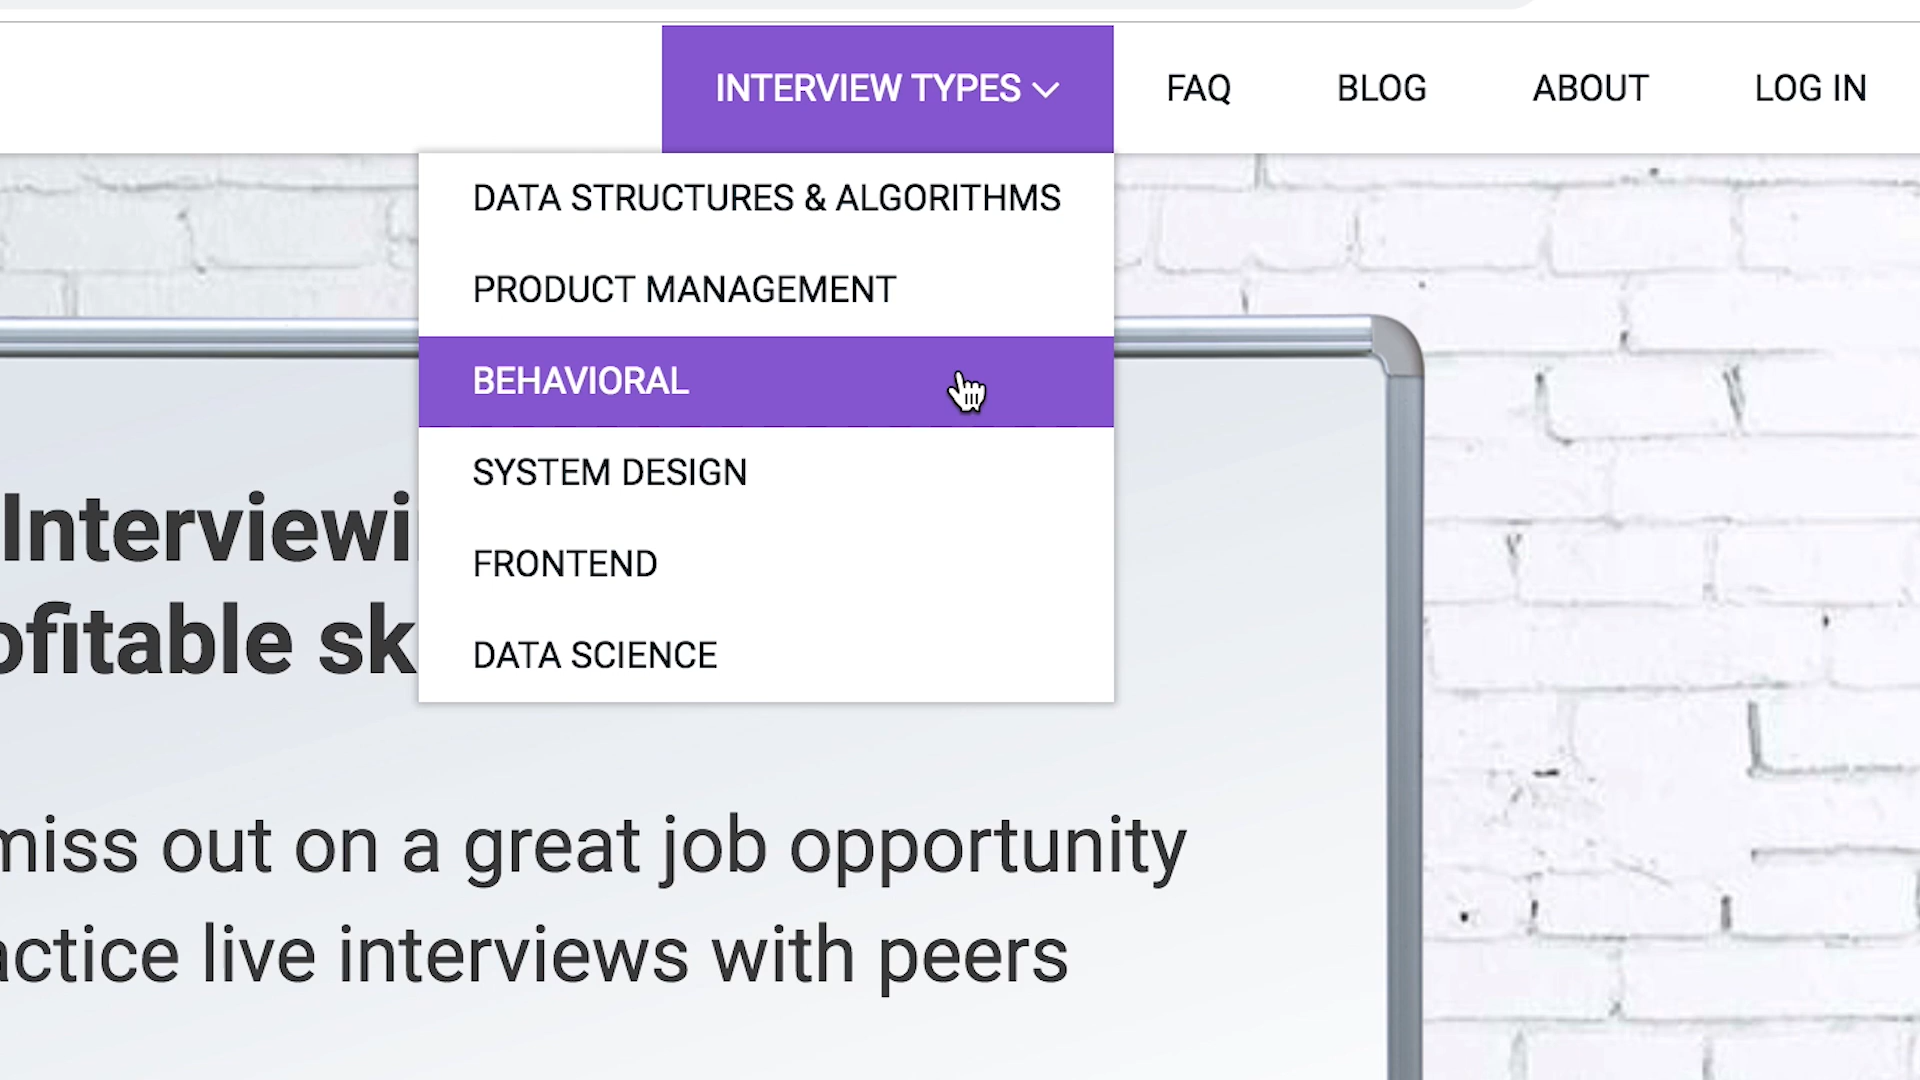 INTERVIEW TYPES
FAQ
BLOG
ABOUT
LOG IN
DATA STRUCTURES & ALGORITHMS
PRODUCT MANAGEMENT
BEHAVIORAL
SYSTEM DESIGN
FRONTEND
DATA SCIENCE
Interviewi
ofitable sk
miss out on a great job opportunity
actice live interviews with peers